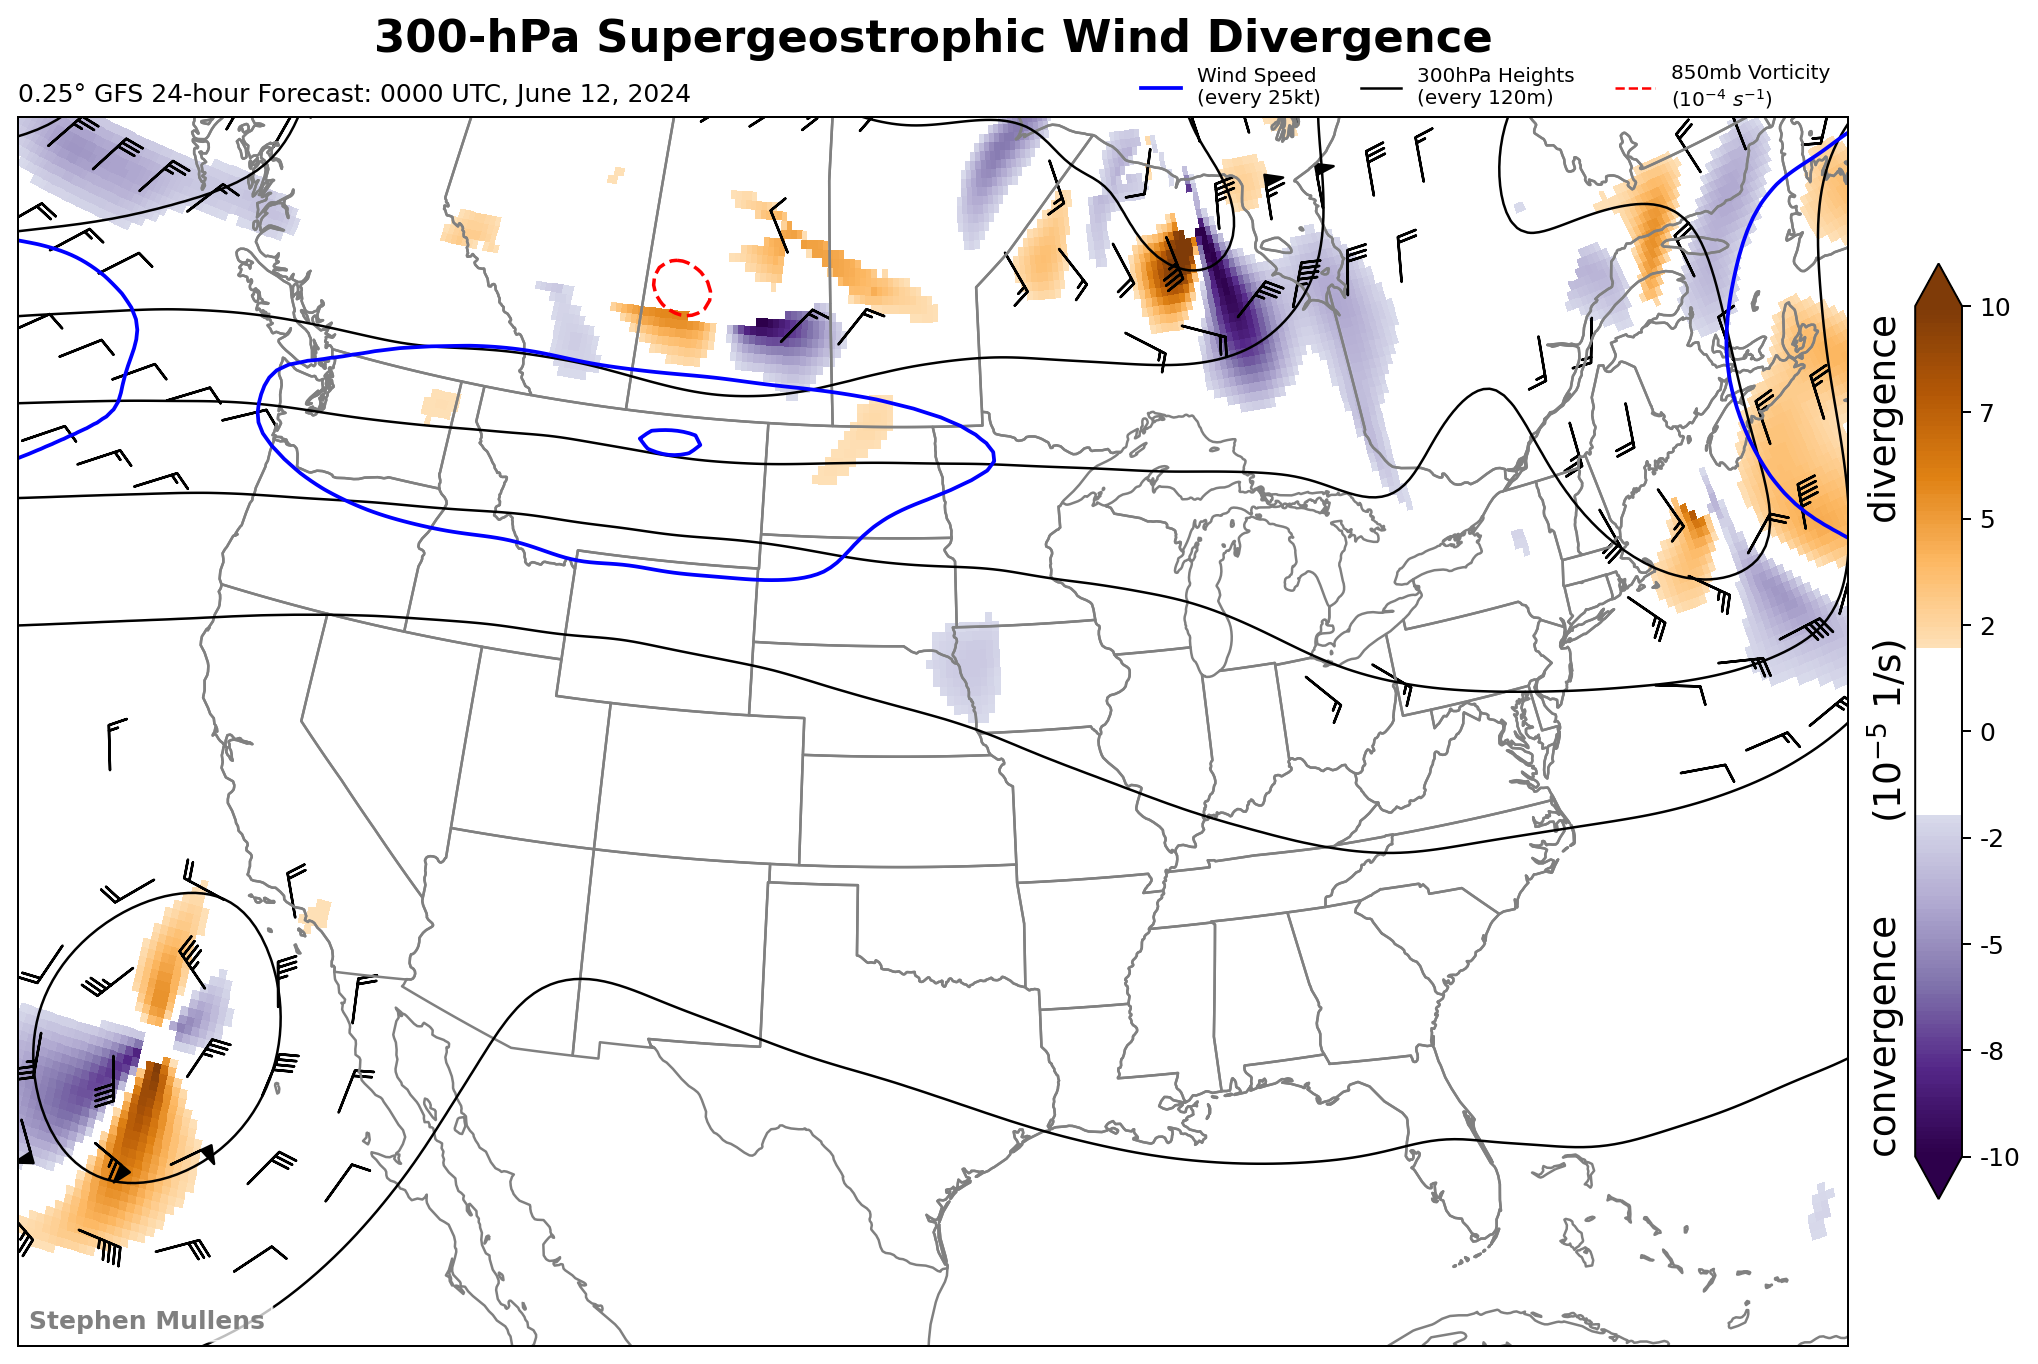 300-hPa Supergeostrophic Wind Divergence
0.25° GFS 24-hour Forecast: 0000 UTC, June 12, 2024
Wind Speed
(every 25kt)
300hPa Heights
(every 120m)
850mb Vorticity
(10⁻⁴ s⁻¹)
10
7
5
2
0
-2
-5
-8
-10
convergence (10⁻⁵ 1/s) divergence
Stephen Mullens